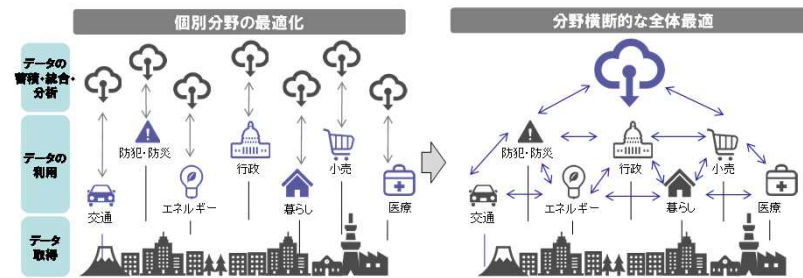 個別分野の最適化
分野横断的な全体最適
データの
蓄積・統合・
分析
データの
利用
データ
取得
防犯・防災
行政
小売
交通
エネルギー
暮らし
医療
防犯・防災
行政
小売
交通
エネルギー
暮らし
医療